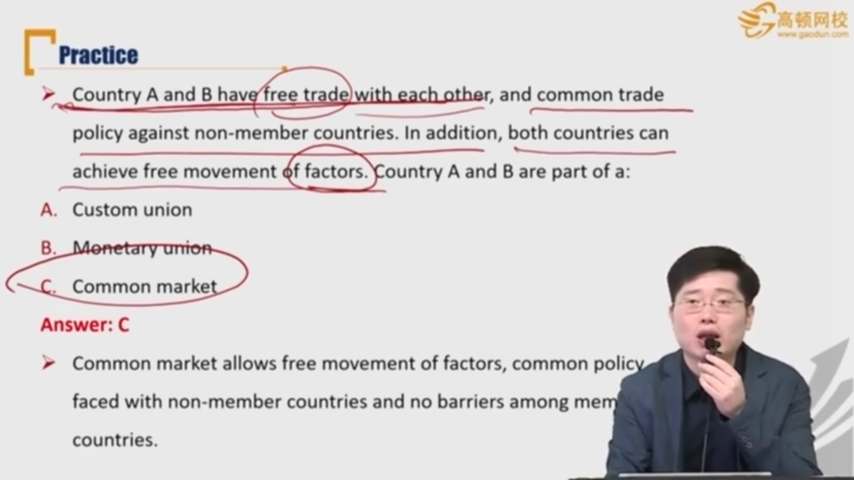 高顿网校
www.gaodun.com
Practice
Country A and B have free trade with each other, and common trade
policy against non-member countries. In addition, both countries can
achieve free movement of factors. Country A and B are part of a:
A. Custom union
B. Monetary union
C. Common market
Answer: C
Common market allows free movement of factors, common policy
faced with non-member countries and no barriers among mem
countries.